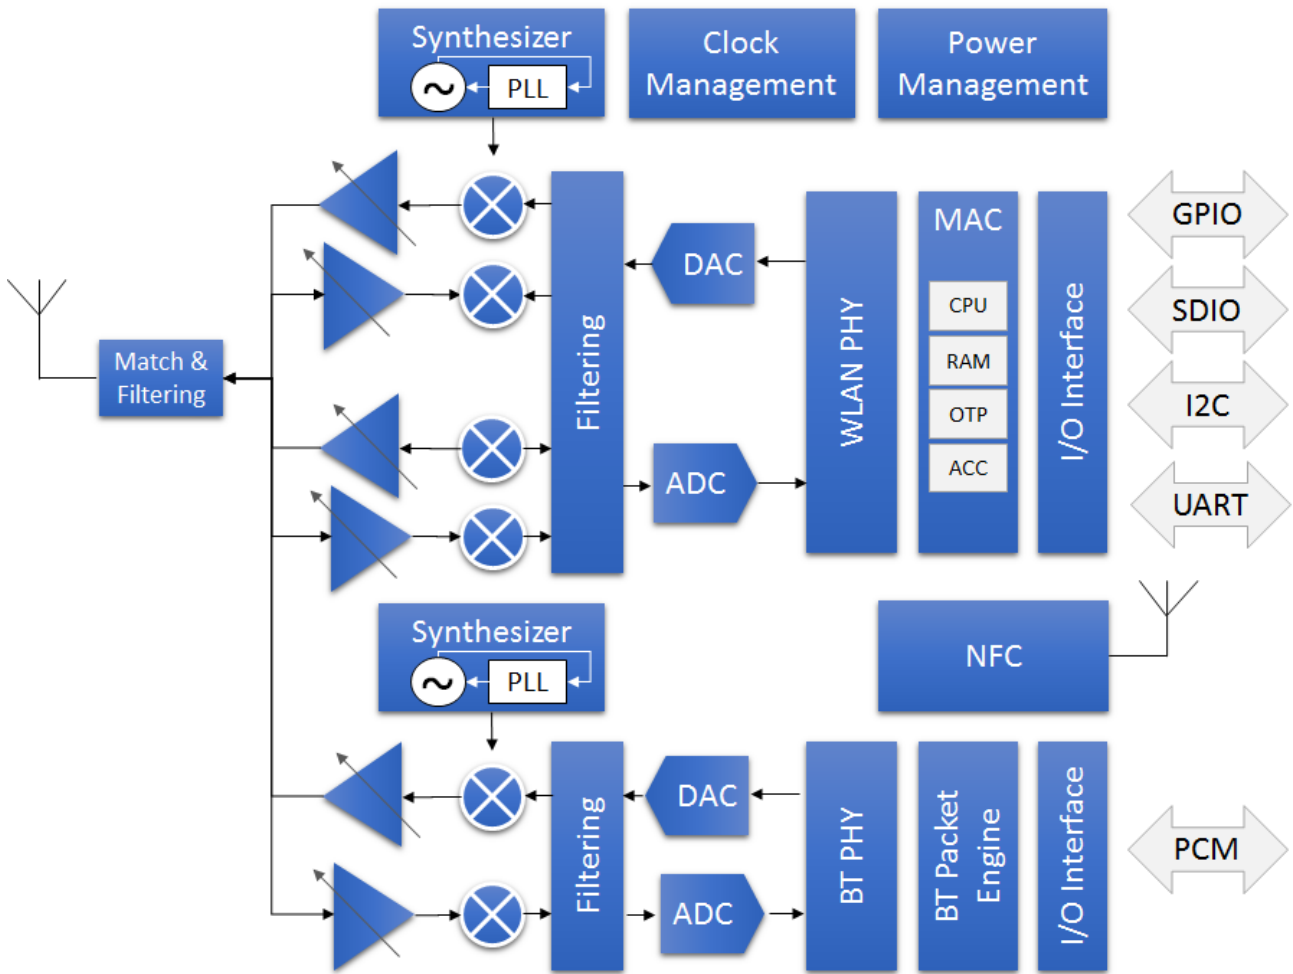 Synthesizer
PLL
Clock
Management
Power
Management
Match &
Filtering
Filtering
DAC
ADC
WLAN PHY
MAC
CPU
RAM
OTP
ACC
I/O Interface
GPIO
SDIO
I2C
UART
Synthesizer
PLL
NFC
Filtering
DAC
ADC
BT PHY
BT Packet
Engine
I/O Interface
PCM